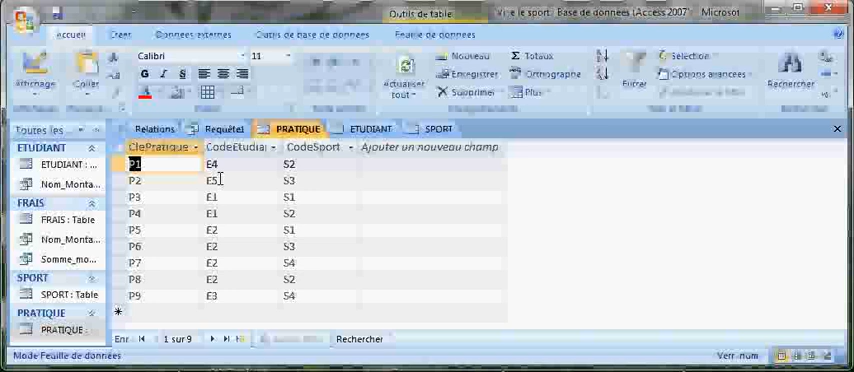 Outils de table Vive le sport : Base de données (Access 2007) Microsof
Accueil Créer Données externes Outils de base de données Feuille de données
Affichage Coller Calibri 11 G I S A Actualiser tout Nouveau Enregistrer Supprimer Totaux Orthographe Plus Filtrer Sélection Options avancées Rechercher
Toutes les ... Relations Requête1 PRATIQUE ETUDIANT SPORT
ClePratique CodeEtudian CodeSport Ajouter un nouveau champ
P1 E4 S2
P2 E5 S3
P3 E1 S1
P4 E1 S2
P5 E2 S1
P6 E2 S3
P7 E2 S4
P8 E2 S2
P9 E3 S4
*
ETUDIANT
ETUDIANT : ...
Nom_Monta...
FRAIS
FRAIS : Table
Nom_Monta...
Somme_mo...
SPORT
SPORT : Table
PRATIQUE
PRATIQUE :
Enr 1 sur 9 Rechercher
Mode Feuille de données Verr. num